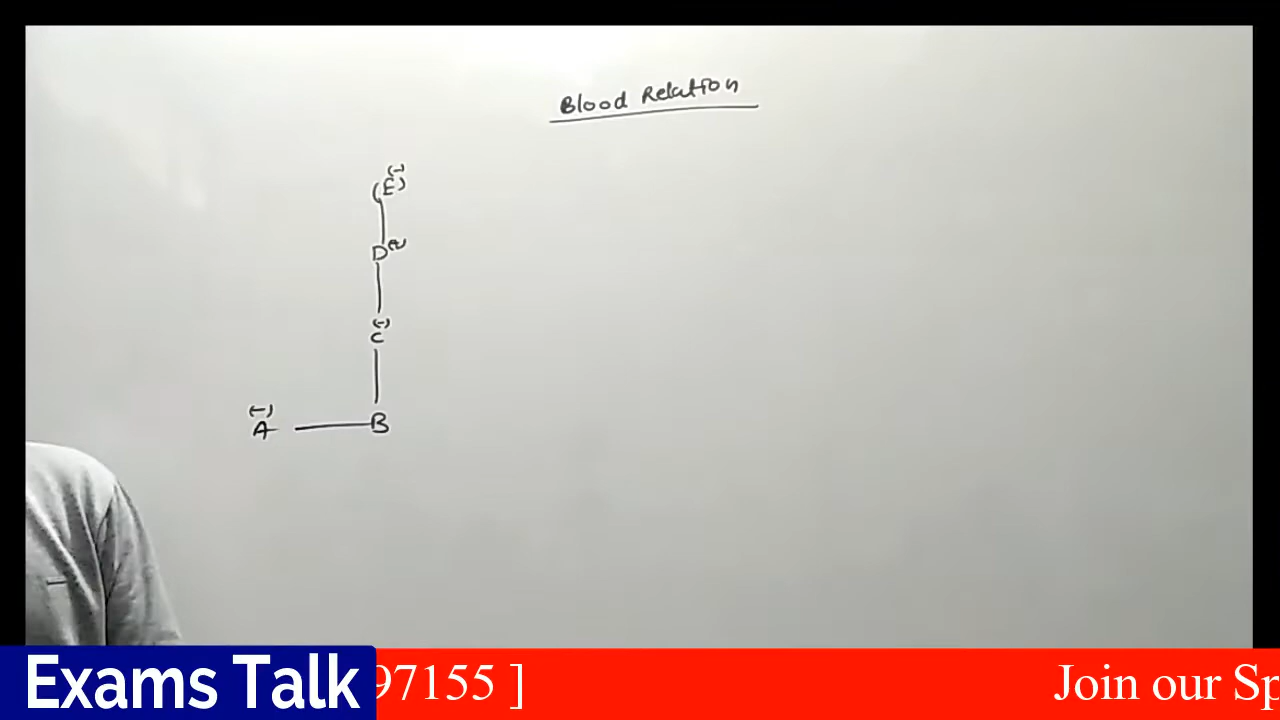 Blood Relation
(-)
(E)
D(+)
(-)
C
(-)
A — B
Exams Talk
97155 ]
Join our Sp